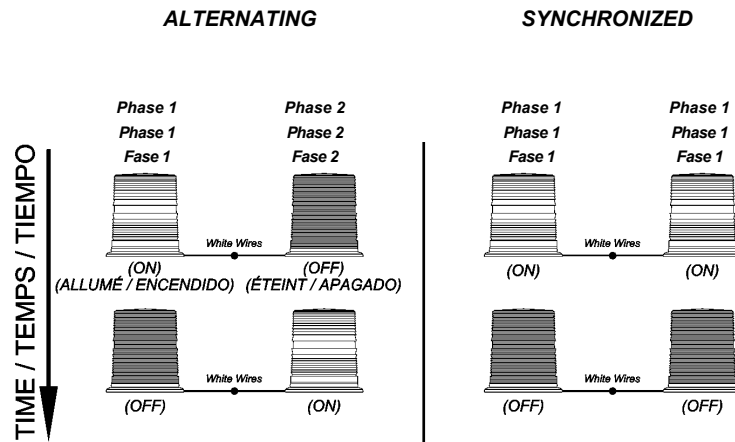 ALTERNATING
SYNCHRONIZED
Phase 1
Phase 2
Phase 1
Phase 1
Phase 1
Phase 2
Phase 1
Phase 1
Fase 1
Fase 2
Fase 1
Fase 1
TIME / TEMPS / TIEMPO
White Wires
White Wires
(ON)
(OFF)
(ON)
(ON)
(ALLUMÉ / ENCENDIDO)
(ÉTEINT / APAGADO)
White Wires
White Wires
(OFF)
(ON)
(OFF)
(OFF)